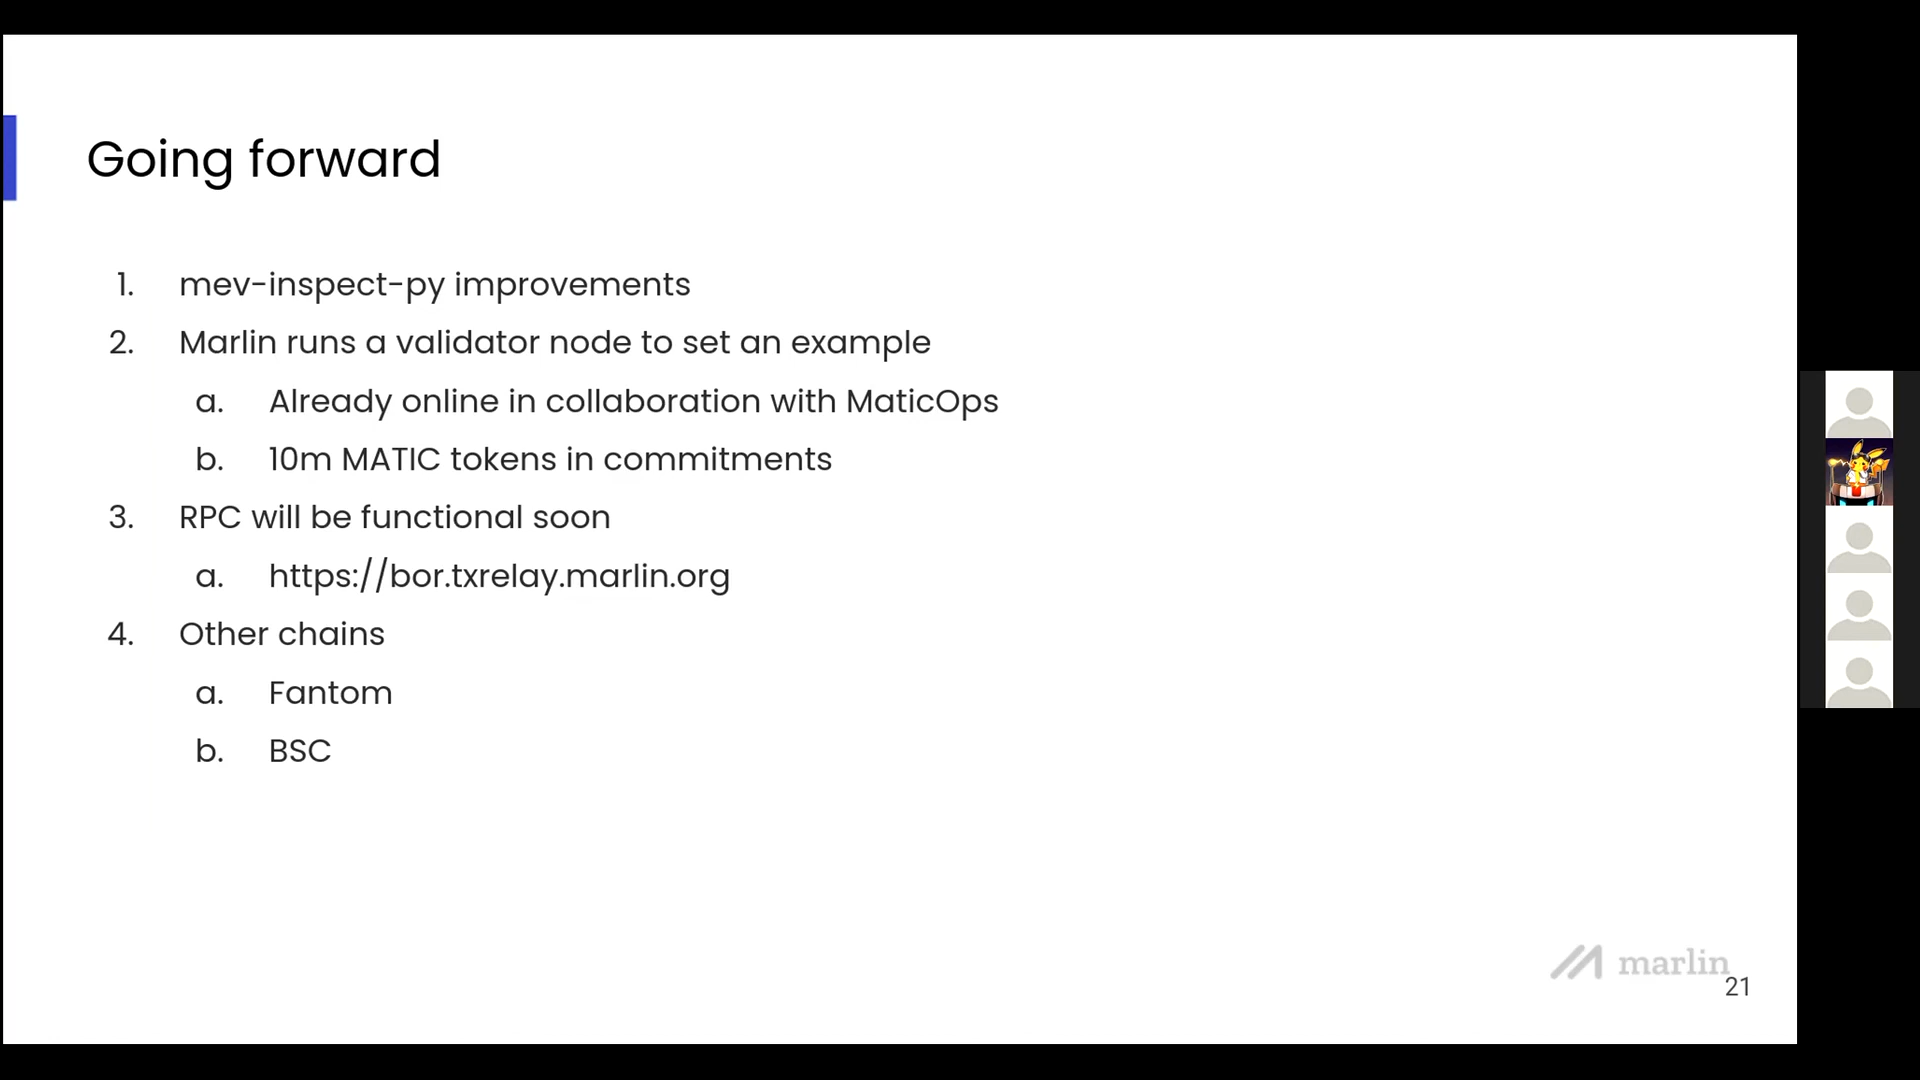 Going forward
1. mev-inspect-py improvements
2. Marlin runs a validator node to set an example
a. Already online in collaboration with MaticOps
b. 10m MATIC tokens in commitments
3. RPC will be functional soon
a. https://bor.txrelay.marlin.org
4. Other chains
a. Fantom
b. BSC
marlin
21